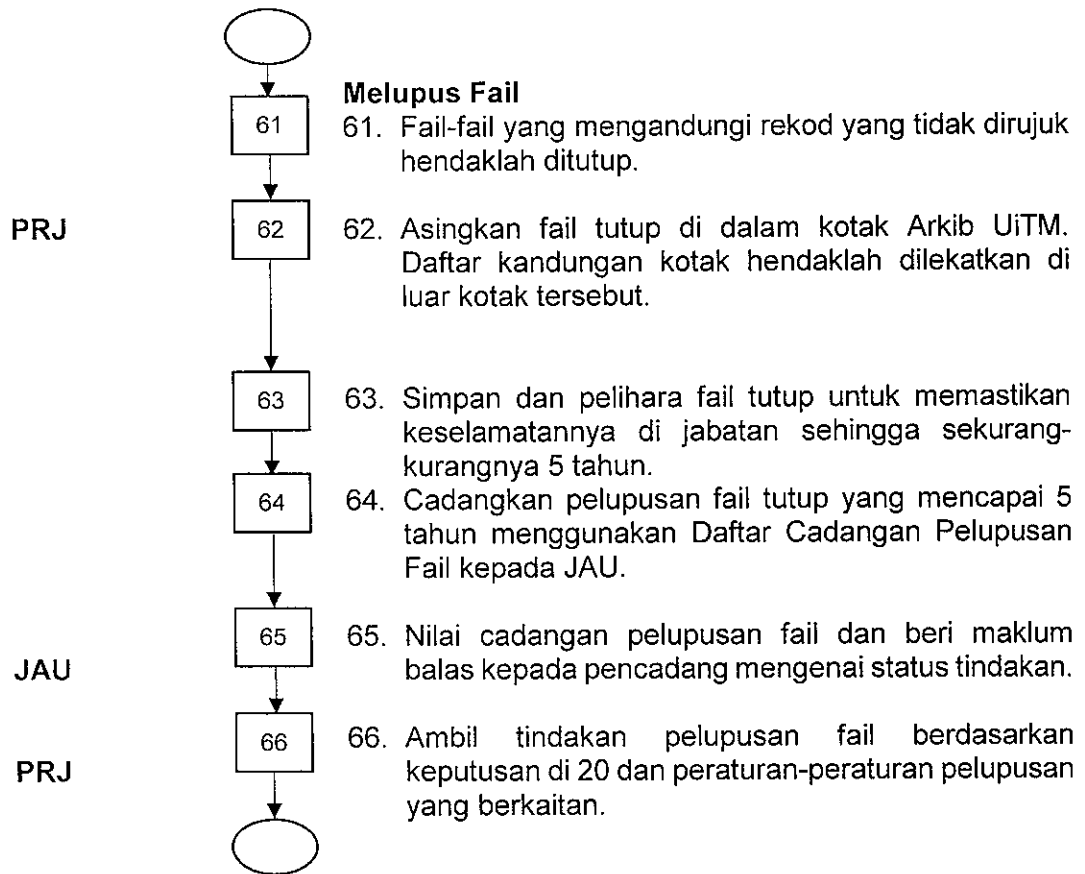 Melupus Fail
61
61. Fail-fail yang mengandungi rekod yang tidak dirujuk
hendaklah ditutup.
PRJ
62
62. Asingkan fail tutup di dalam kotak Arkib UiTM.
Daftar kandungan kotak hendaklah dilekatkan di
luar kotak tersebut.
63
63. Simpan dan pelihara fail tutup untuk memastikan
keselamatannya di jabatan sehingga sekurang-
kurangnya 5 tahun.
64
64. Cadangkan pelupusan fail tutup yang mencapai 5
tahun menggunakan Daftar Cadangan Pelupusan
Fail kepada JAU.
JAU
65
65. Nilai cadangan pelupusan fail dan beri maklum
balas kepada pencadang mengenai status tindakan.
PRJ
66
66. Ambil tindakan pelupusan fail berdasarkan
keputusan di 20 dan peraturan-peraturan pelupusan
yang berkaitan.